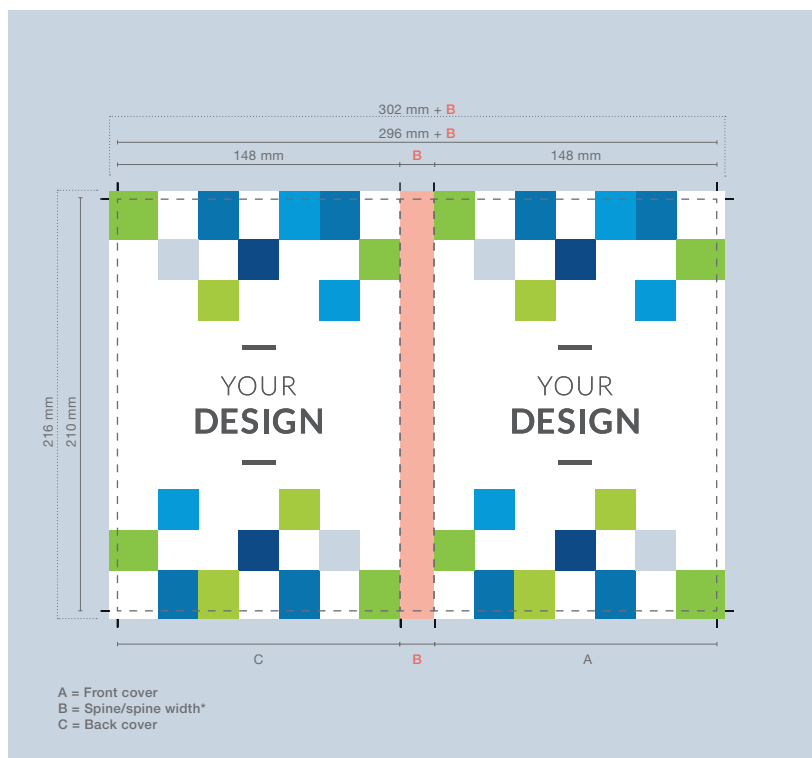 302 mm + B
296 mm + B
148 mm B 148 mm
216 mm
210 mm
YOUR
DESIGN
YOUR
DESIGN
C B A
A = Front cover
B = Spine/spine width*
C = Back cover